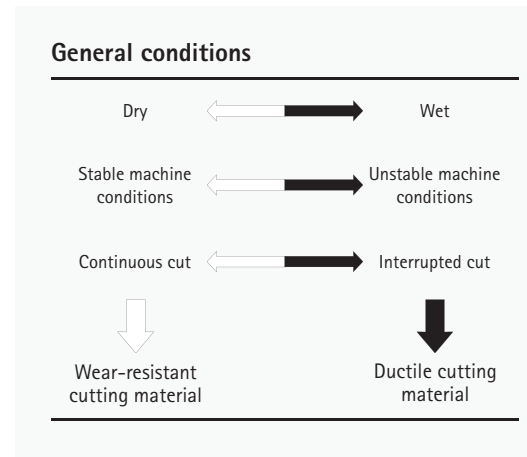 General conditions
Dry
Wet
Stable machine
conditions
Unstable machine
conditions
Continuous cut
Interrupted cut
Wear-resistant
cutting material
Ductile cutting
material